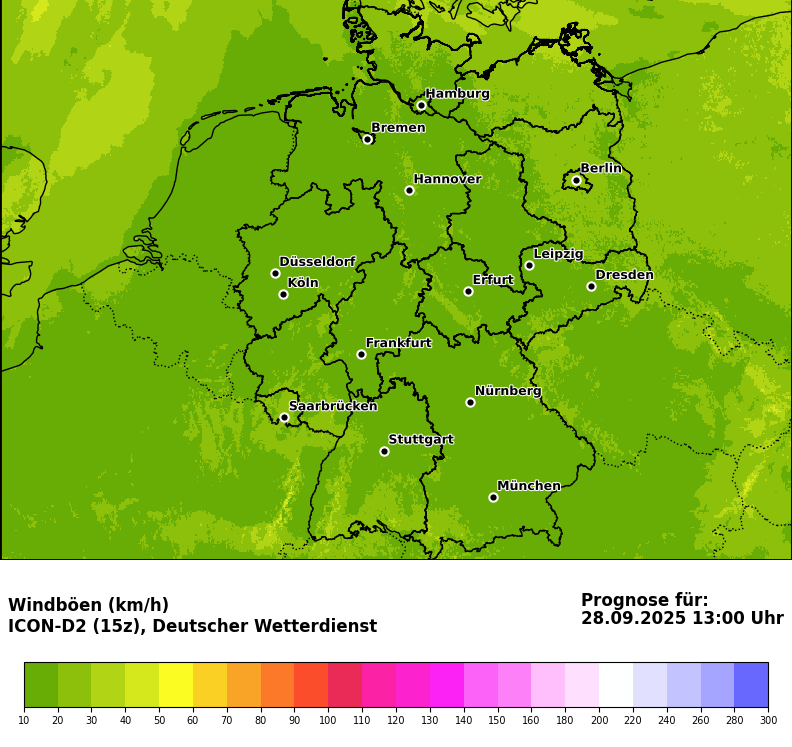 Hamburg
Bremen
Berlin
Hannover
Leipzig
Düsseldorf
Dresden
Köln
Erfurt
Frankfurt
Nürnberg
Saarbrücken
Stuttgart
München
Windböen (km/h)
ICON-D2 (15z), Deutscher Wetterdienst
Prognose für:
28.09.2025 13:00 Uhr
10 20 30 40 50 60 70 80 90 100 110 120 130 140 150 160 180 200 220 240 260 280 300